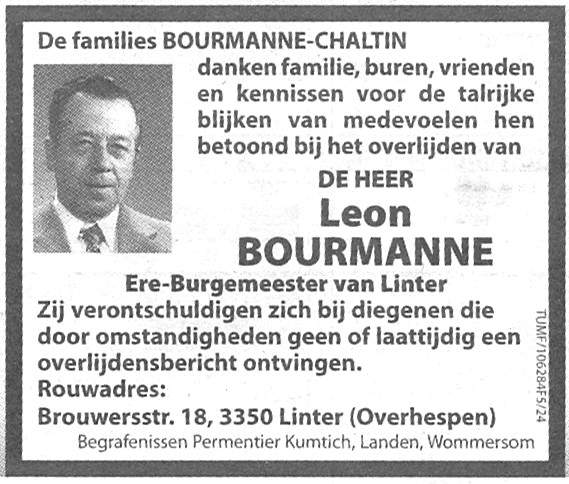 De families BOURMANNE-CHALTIN
danken familie, buren, vrienden
en kennissen voor de talrijke
blijken van medevoelen hen
betoond bij het overlijden van
DE HEER
Leon
BOURMANNE
Ere-Burgemeester van Linter
Zij verontschuldigen zich bij diegenen die
door omstandigheden geen of laattijdig een
overlijdensbericht ontvingen.
Rouwadres:
Brouwersstr. 18, 3350 Linter (Overhespen)
Begrafenissen Permentier Kumtich, Landen, Wommersom
TUMF/106284F5/24